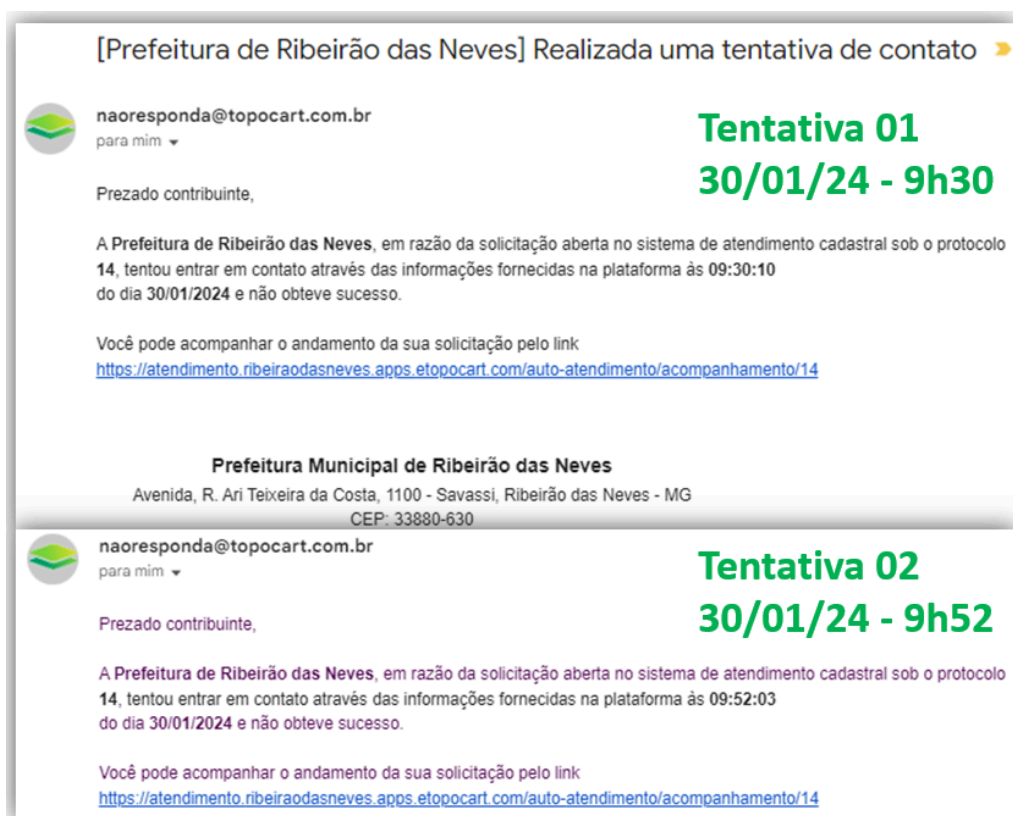 [Prefeitura de Ribeirão das Neves] Realizada uma tentativa de contato
naoresponda@topocart.com.br
para mim
Tentativa 01
30/01/24 - 9h30
Prezado contribuinte,
A Prefeitura de Ribeirão das Neves, em razão da solicitação aberta no sistema de atendimento cadastral sob o protocolo
14, tentou entrar em contato através das informações fornecidas na plataforma às 09:30:10
do dia 30/01/2024 e não obteve sucesso.
Você pode acompanhar o andamento da sua solicitação pelo link
https://atendimento.ribeiraodasneves.apps.etopocart.com/auto-atendimento/acompanhamento/14
Prefeitura Municipal de Ribeirão das Neves
Avenida, R. Ari Teixeira da Costa, 1100 - Savassi, Ribeirão das Neves - MG
CEP: 33880-630
naoresponda@topocart.com.br
para mim
Tentativa 02
30/01/24 - 9h52
Prezado contribuinte,
A Prefeitura de Ribeirão das Neves, em razão da solicitação aberta no sistema de atendimento cadastral sob o protocolo
14, tentou entrar em contato através das informações fornecidas na plataforma às 09:52:03
do dia 30/01/2024 e não obteve sucesso.
Você pode acompanhar o andamento da sua solicitação pelo link
https://atendimento.ribeiraodasneves.apps.etopocart.com/auto-atendimento/acompanhamento/14